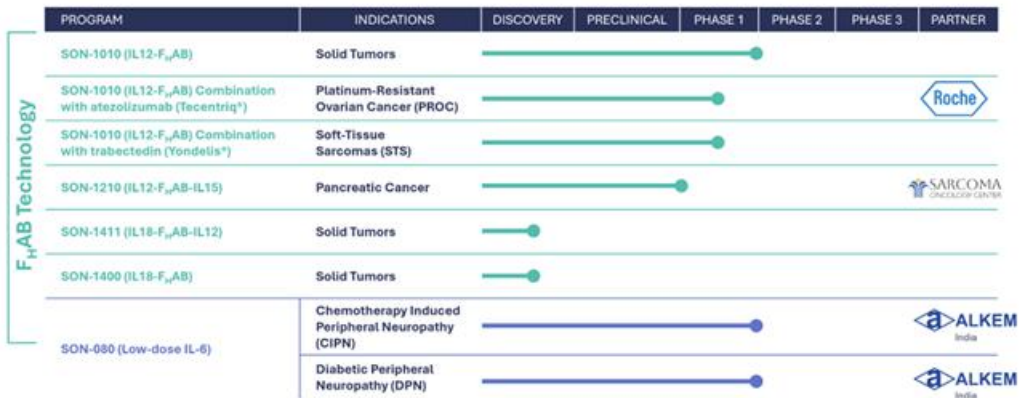 PROGRAM INDICATIONS DISCOVERY PRECLINICAL PHASE 1 PHASE 2 PHASE 3 PARTNER
FHAB Technology
SON-1010 (IL12-FHAB) Solid Tumors
SON-1010 (IL12-FHAB) Combination
with atezolizumab (Tecentriq®)
Platinum-Resistant
Ovarian Cancer (PROC)
Roche
SON-1010 (IL12-FHAB) Combination
with trabectedin (Yondelis®)
Soft-Tissue
Sarcomas (STS)
SON-1210 (IL12-FHAB-IL15) Pancreatic Cancer
SARCOMA
ONCOLOGY CENTER
SON-1411 (IL18-FHAB-IL12) Solid Tumors
SON-1400 (IL18-FHAB) Solid Tumors
SON-080 (Low-dose IL-6)
Chemotherapy Induced
Peripheral Neuropathy
(CIPN)
a ALKEM
India
Diabetic Peripheral
Neuropathy (DPN)
a ALKEM
India